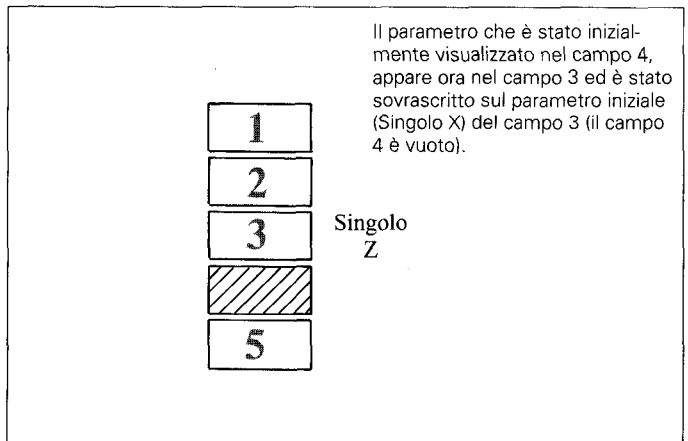 Il parametro che è stato inizial-
mente visualizzato nel campo 4,
appare ora nel campo 3 ed è stato
sovrascritto sul parametro iniziale
(Singolo X) del campo 3 (il campo
4 è vuoto).
1
2
3
Singolo
Z
5